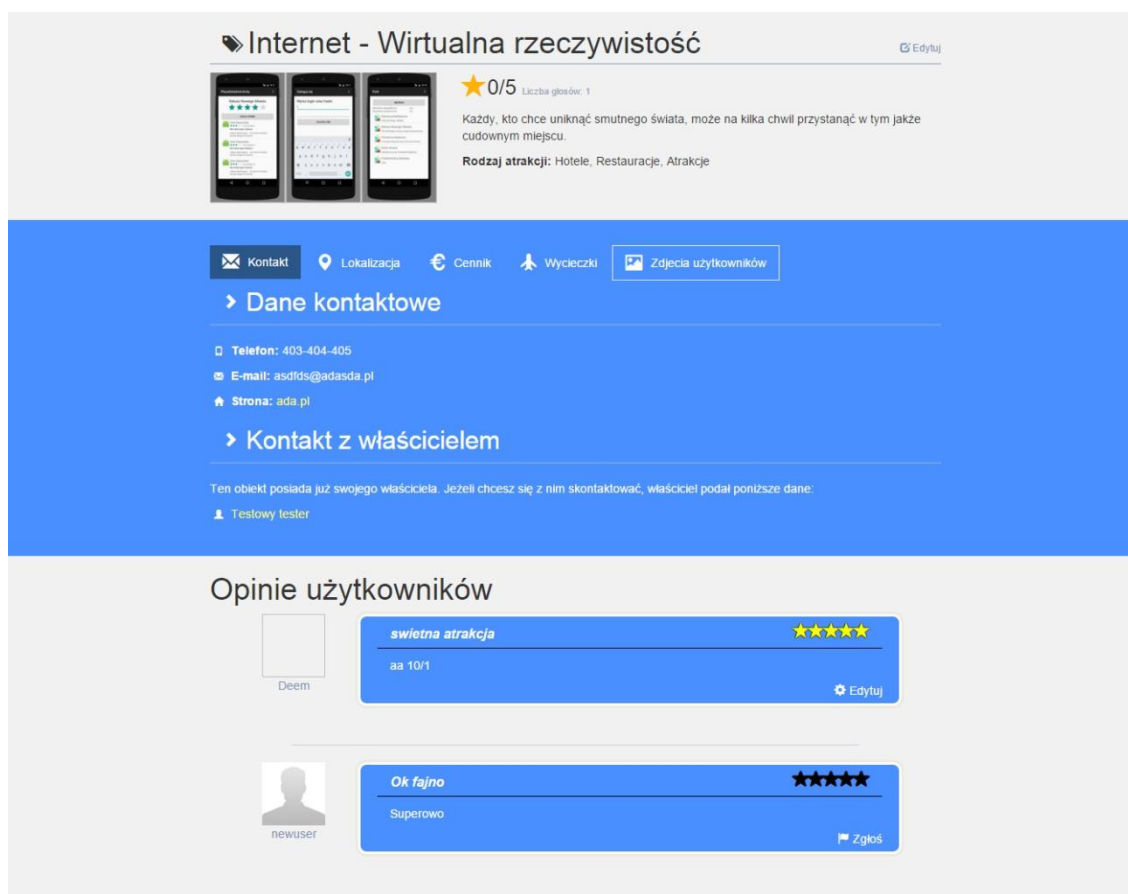 Internet - Wirtualna rzeczywistość
Edytuj
0/5 Liczba głosów: 1
Każdy, kto chce uniknąć smutnego świata, może na kilka chwil przystanąć w tym jakże
cudownym miejscu.
Rodzaj atrakcji: Hotele, Restauracje, Atrakcje
Kontakt Lokalizacja Cennik Wycieczki Zdjecia użytkowników
Dane kontaktowe
Telefon: 403-404-405
E-mail: asdfds@adasda.pl
Strona: ada.pl
Kontakt z właścicielem
Ten obiekt posiada już swojego właściciela. Jeżeli chcesz się z nim skontaktować, właściciel podał poniższe dane:
Testowy tester
Opinie użytkowników
swietna atrakcja
aa 10/1
Deem
Edytuj
Ok fajno
Superowo
newuser
Zgłoś